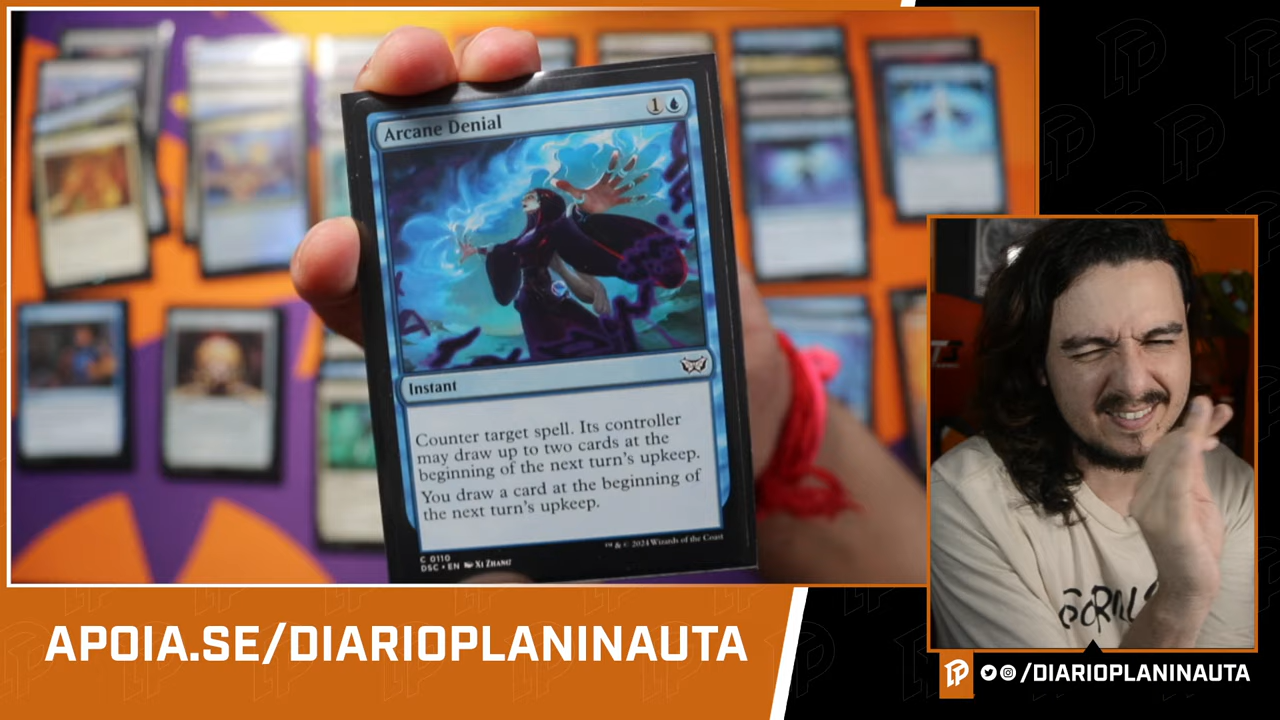 Arcane Denial
1
Instant
Counter target spell. Its controller
may draw up to two cards at the
beginning of the next turn's upkeep.
You draw a card at the beginning of
the next turn's upkeep.
C 0110
DSC • EN Xi Zhang
™ & © 2024 Wizards of the Coast
APOIA.SE/DIARIOPLANINAUTA
/DIARIOPLANINAUTA